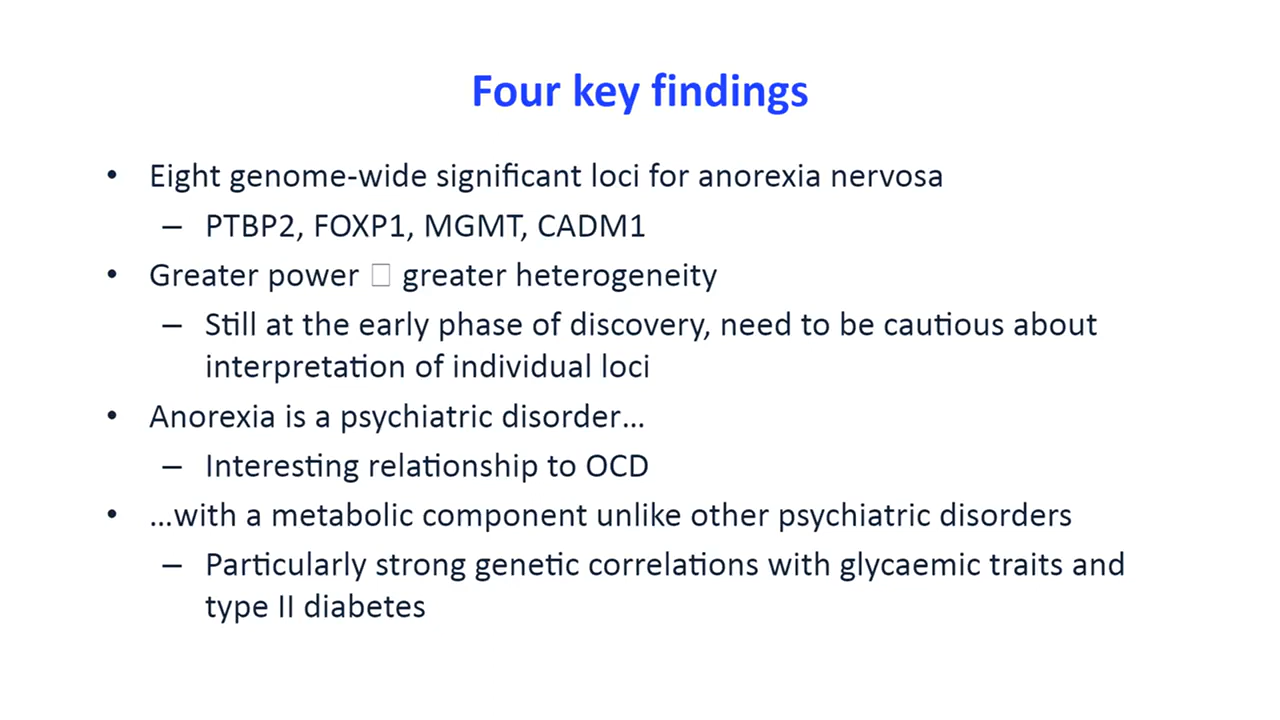 Four key findings
• Eight genome-wide significant loci for anorexia nervosa
– PTBP2, FOXP1, MGMT, CADM1
• Greater power □ greater heterogeneity
– Still at the early phase of discovery, need to be cautious about
interpretation of individual loci
• Anorexia is a psychiatric disorder…
– Interesting relationship to OCD
• …with a metabolic component unlike other psychiatric disorders
– Particularly strong genetic correlations with glycaemic traits and
type II diabetes